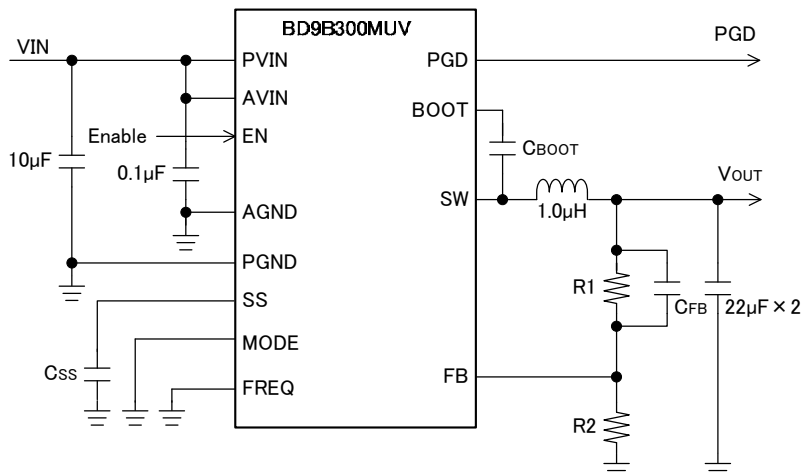 BD9B300MUV
VIN
PGD
PVIN
PGD
AVIN
BOOT
Enable
EN
CBOOT
10µF
0.1µF
VOUT
SW
1.0µH
AGND
PGND
SS
R1
CFB
22µF×2
MODE
CSS
FB
FREQ
R2